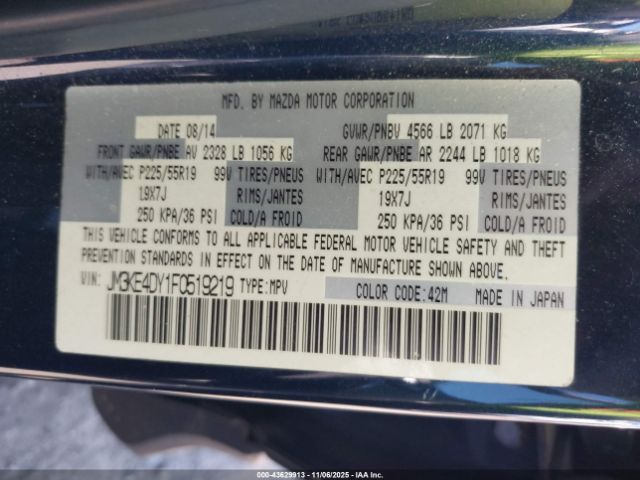 MFD. BY MAZDA MOTOR CORPORATION
DATE 08/14 GVWR/PNBV 4566 LB 2071 KG
FRONT GAWR/PNBE AV 2328 LB 1056 KG REAR GAWR/PNBE AR 2244 LB 1018 KG
WITH/AVEC P225/55R19 99V TIRES/PNEUS WITH/AVEC P225/55R19 99V TIRES/PNEUS
19X7J RIMS/JANTES 19X7J RIMS/JANTES
250 KPA/36 PSI COLD/A FROID 250 KPA/36 PSI COLD/A FROID
THIS VEHICLE CONFORMS TO ALL APPLICABLE FEDERAL MOTOR VEHICLE SAFETY AND THEFT
PREVENTION STANDARDS IN EFFECT ON THE DATE OF MANUFACTURE SHOWN ABOVE.
VIN: JM3KE4DY1F0519219 TYPE:MPV COLOR CODE:42M MADE IN JAPAN
00-43629913 - 11/06/2025 - IAA Inc.